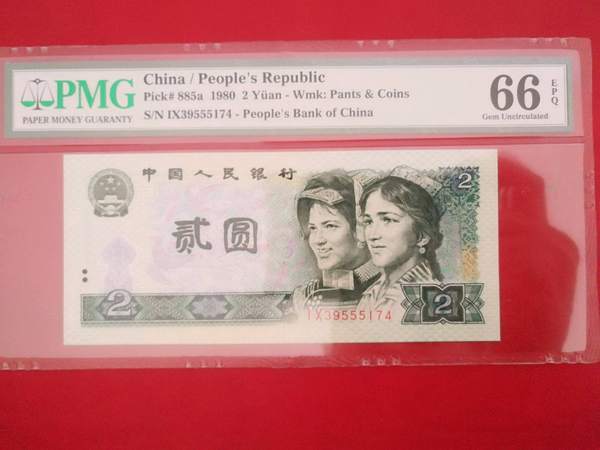 PMG
PAPER MONEY GUARANTY
China / People's Republic
Pick# 885a 1980 2 Yüan - Wmk: Pants & Coins
S/N IX39555174 - People's Bank of China
66 EPQ
Gem Uncirculated
中国人民银行
2
贰圆
2
2
IX39555174